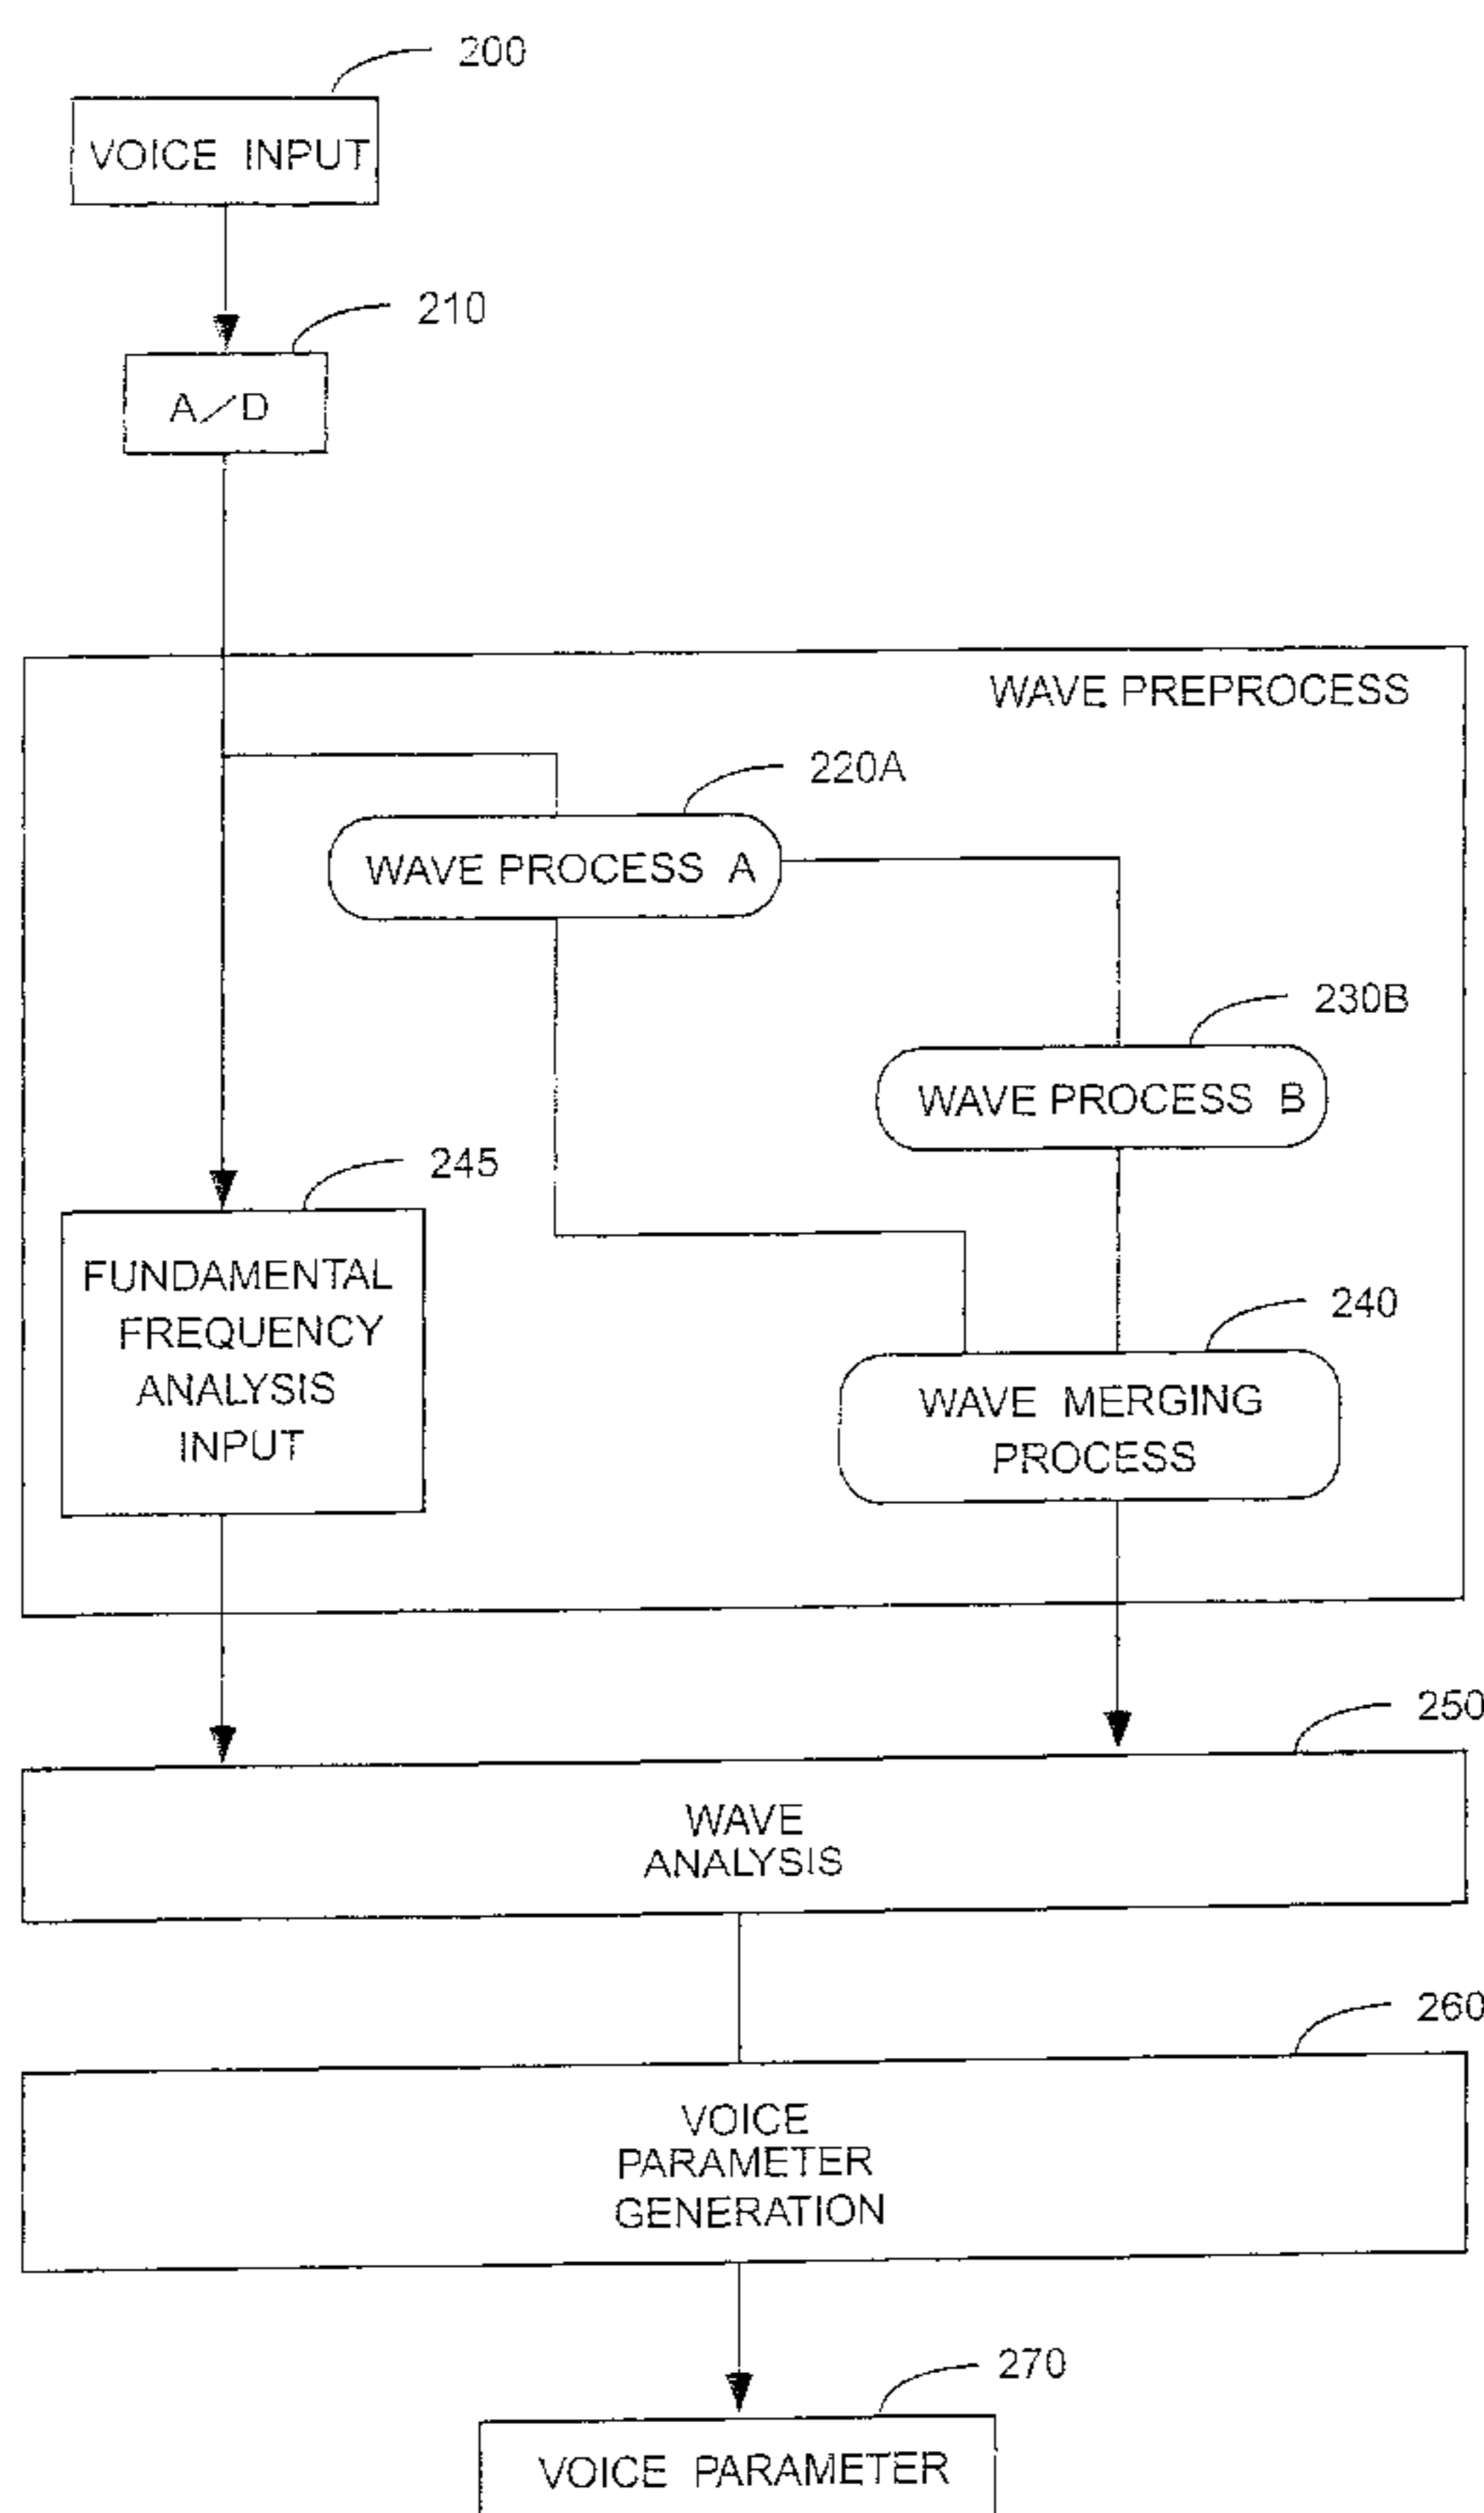 200
VOICE INPUT
210
A/D
WAVE PREPROCESS
220A
WAVE PROCESS A
230B
WAVE PROCESS B
245
FUNDAMENTAL
FREQUENCY
ANALYSIS
INPUT
240
WAVE MERGING
PROCESS
250
WAVE
ANALYSIS
260
VOICE
PARAMETER
GENERATION
270
VOICE PARAMETER